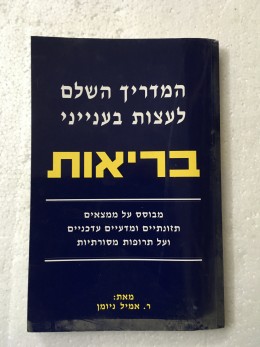 המדריך השלם
לעצות בענייני
בריאות
מבוסס על ממצאים
תזונתיים ומדעיים עדכניים
ועל תרופות מסורתיות
מאת:
ר. אמיל ניומן